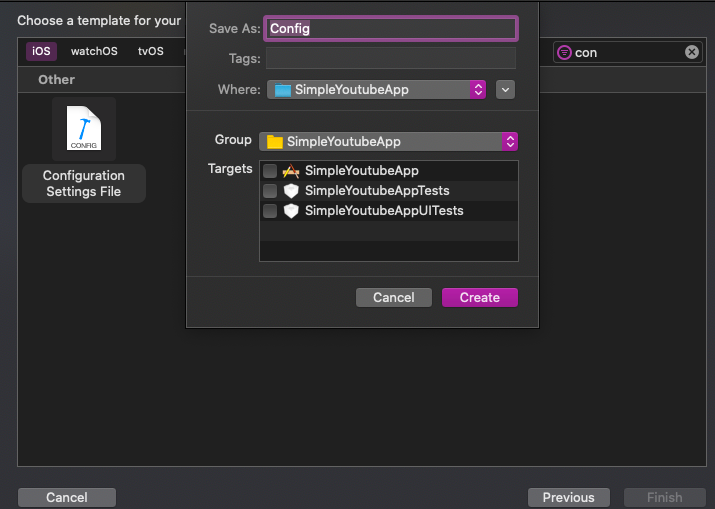 Choose a template for your
Save As: Config
Tags:
Where: SimpleYoutubeApp
iOS watchOS tvOS
con
Other
CONFIG
Configuration
Settings File
Group SimpleYoutubeApp
Targets SimpleYoutubeApp
SimpleYoutubeAppTests
SimpleYoutubeAppUITests
Cancel Create
Cancel Previous Finish